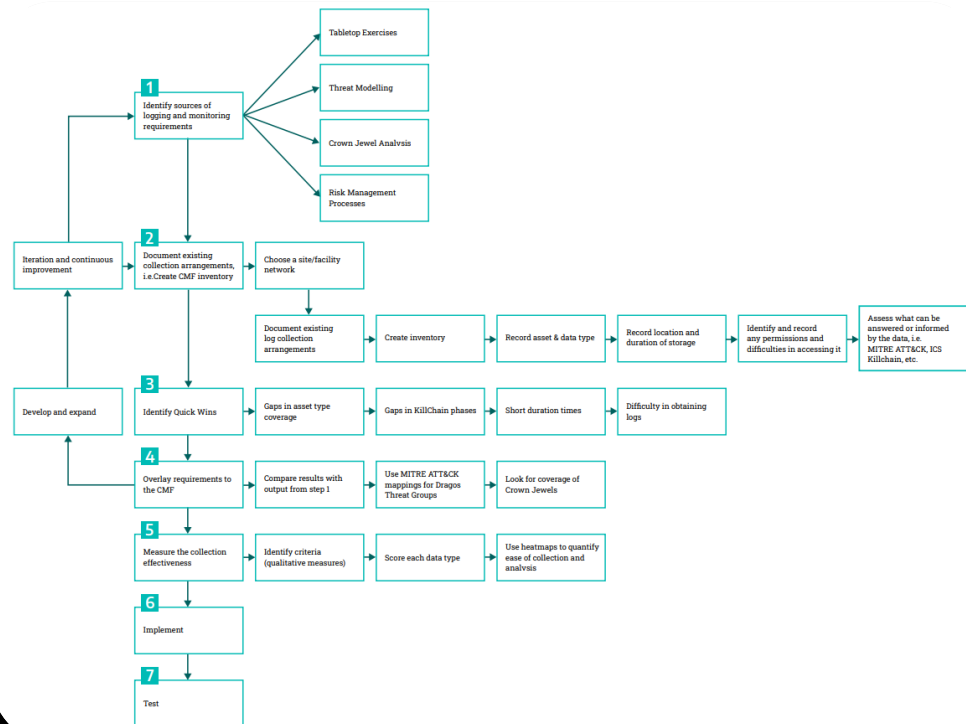 Tabletop Exercises
1
Identify sources of
logging and monitoring
requirements
Threat Modelling
Crown Jewel Analysis
Risk Management
Processes
2
Iteration and continuous
improvement
Document existing
collection arrangements,
i.e.Create CMF inventory
Choose a site/facility
network
Document existing
log collection
arrangements
Create inventory
Record asset & data type
Record location and
duration of storage
Identify and record
any permissions and
difficulties in accessing it
Assess what can be
answered or informed
by the data, i.e.
MITRE ATT&CK, ICS
Killchain, etc.
3
Develop and expand
Identify Quick Wins
Gaps in asset type
coverage
Gaps in KillChain phases
Short duration times
Difficulty in obtaining
logs
4
Overlay requirements to
the CMF
Compare results with
output from step 1
Use MITRE ATT&CK
mappings for Dragos
Threat Groups
Look for coverage of
Crown Jewels
5
Measure the collection
effectiveness
Identify criteria
(qualitative measures)
Score each data type
Use heatmaps to quantify
ease of collection and
analysis
6
Implement
7
Test